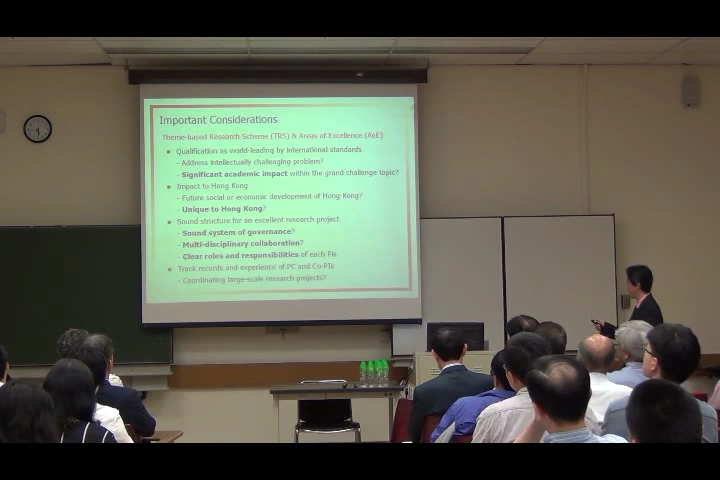 Important Considerations
Theme-based Research Scheme (TRS) & Areas of Excellence (AoE):
• Qualification as world-leading by international standards
- Address intellectually challenging problem?
- Significant academic impact within the grand challenge topic?
• Impact to Hong Kong
- Future social or economic development of Hong Kong?
- Unique to Hong Kong?
• Sound structure for an excellent research project
- Sound system of governance?
- Multi-disciplinary collaboration?
- Clear roles and responsibilities of each PIs
• Track records and experience of PC and Co-PIs
- Coordinating large-scale research projects?